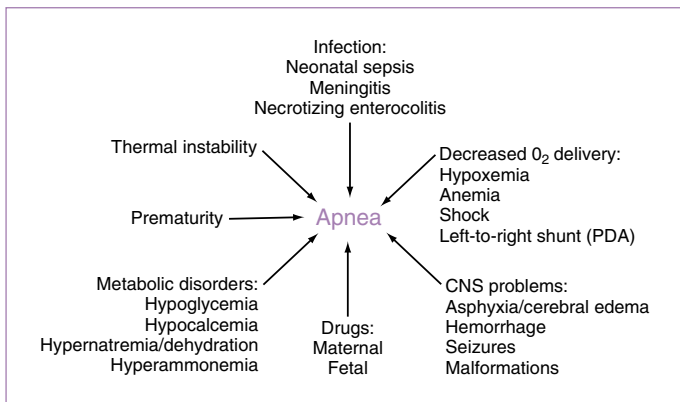 Infection:
Neonatal sepsis
Meningitis
Necrotizing enterocolitis
Thermal instability
Decreased 0₂ delivery:
Hypoxemia
Anemia
Shock
Left-to-right shunt (PDA)
Prematurity
Apnea
Metabolic disorders:
Hypoglycemia
Hypocalcemia
Hypernatremia/dehydration
Hyperammonemia
Drugs:
Maternal
Fetal
CNS problems:
Asphyxia/cerebral edema
Hemorrhage
Seizures
Malformations